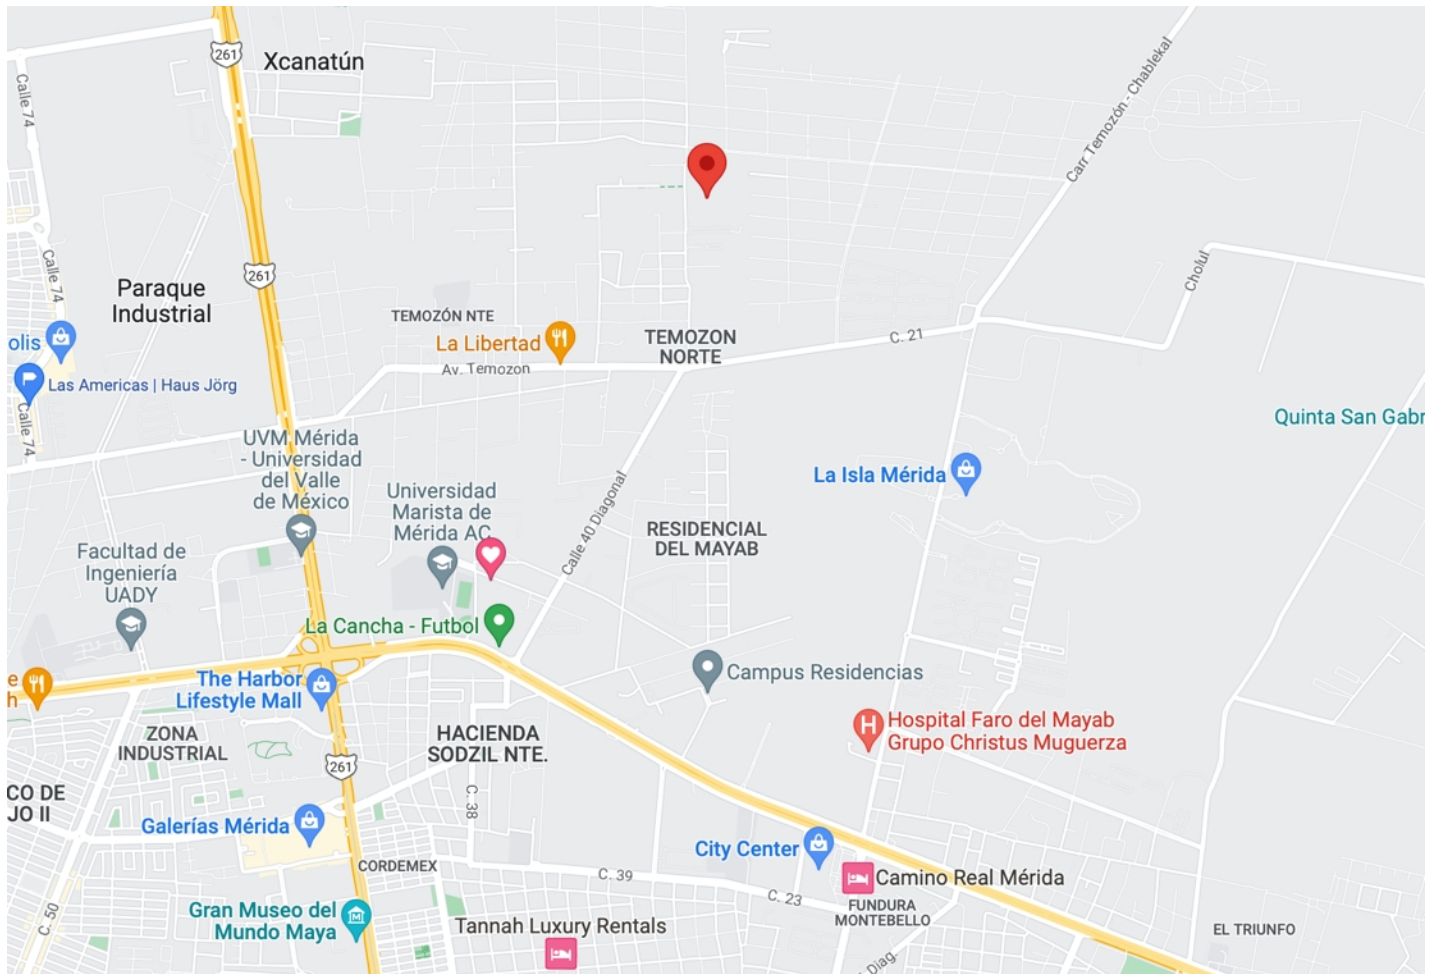 261
Xcanatún
Calle 74
Carr Temozón - Chablekal
Calle 74
261
Cholul
Paraque
Industrial
TEMOZÓN NTE
olis
La Libertad
TEMOZON
NORTE
C. 21
Av. Temozon
Las Americas | Haus Jörg
Calle 74
Quinta San Gabr
UVM Mérida
- Universidad
del Valle
de México
La Isla Mérida
Universidad
Marista de
Mérida AC
Calle 40 Diagonal
RESIDENCIAL
DEL MAYAB
Facultad de
Ingeniería
UADY
La Cancha - Futbol
e
h
The Harbor
Lifestyle Mall
Campus Residencias
H
Hospital Faro del Mayab
Grupo Christus Muguerza
ZONA
INDUSTRIAL
HACIENDA
SODZIL NTE.
261
CO DE
JO II
C. 38
Galerías Mérida
City Center
CORDEMEX
C. 39
Camino Real Mérida
C. 23
FUNDURA
MONTEBELLO
C. 50
Gran Museo del
Mundo Maya
M
Tannah Luxury Rentals
EL TRIUNFO
Diag.